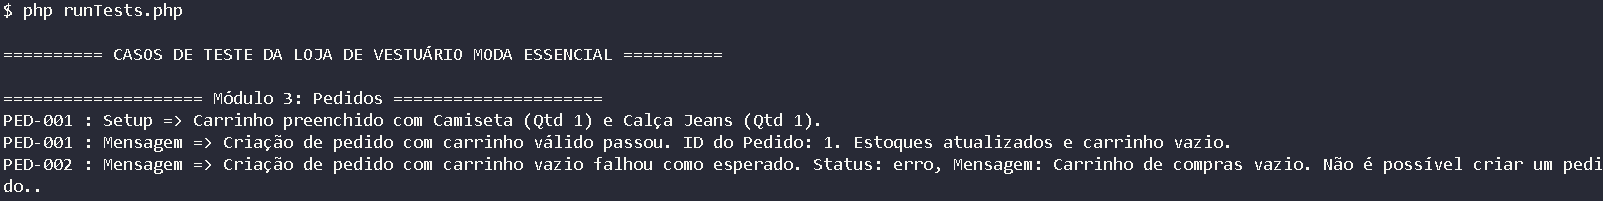 $ php runTests.php
========== CASOS DE TESTE DA LOJA DE VESTUÁRIO MODA ESSENCIAL ==========
==================== Módulo 3: Pedidos =====================
PED-001 : Setup => Carrinho preenchido com Camiseta (Qtd 1) e Calça Jeans (Qtd 1).
PED-001 : Mensagem => Criação de pedido com carrinho válido passou. ID do Pedido: 1. Estoques atualizados e carrinho vazio.
PED-002 : Mensagem => Criação de pedido com carrinho vazio falhou como esperado. Status: erro, Mensagem: Carrinho de compras vazio. Não é possível criar um pedi
do..